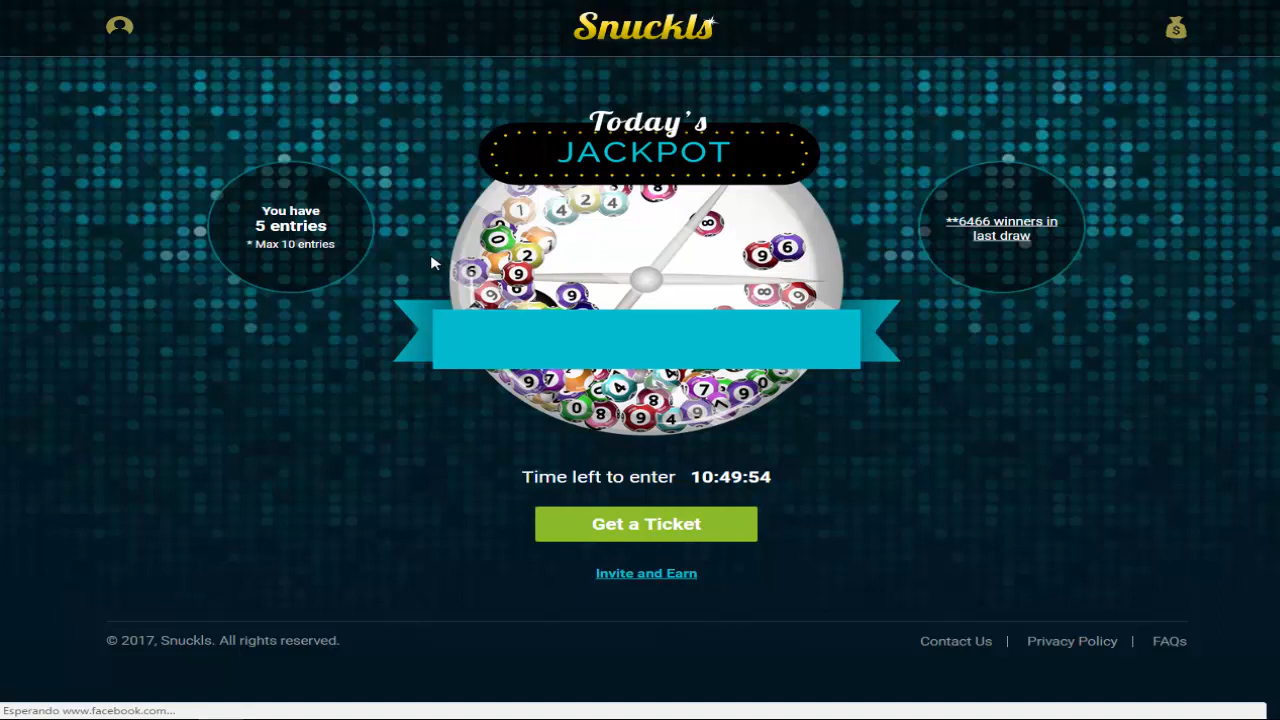 Snuckls
Today's
JACKPOT
You have
5 entries
* Max 10 entries
**6466 winners in
last draw
Time left to enter 10:49:54
Get a Ticket
Invite and Earn
© 2017, Snuckls. All rights reserved.
Contact Us | Privacy Policy | FAQs
Esperando www.facebook.com...